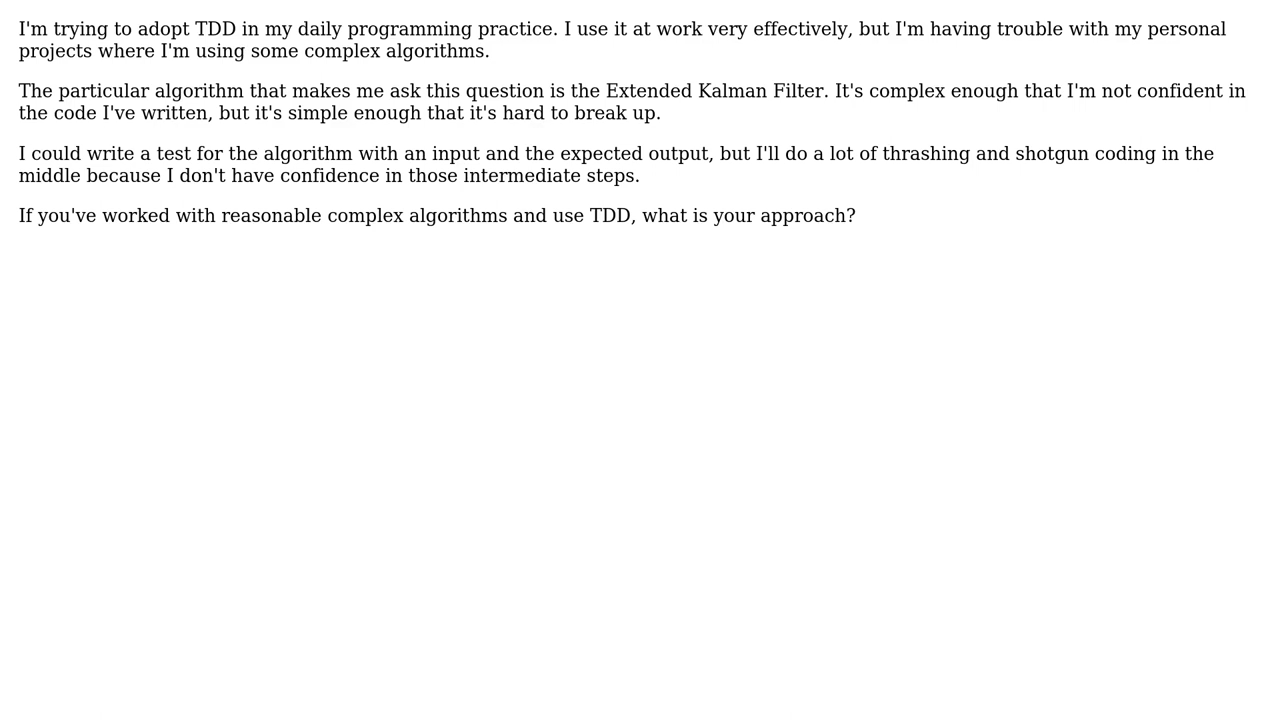 I'm trying to adopt TDD in my daily programming practice. I use it at work very effectively, but I'm having trouble with my personal
projects where I'm using some complex algorithms.
The particular algorithm that makes me ask this question is the Extended Kalman Filter. It's complex enough that I'm not confident in
the code I've written, but it's simple enough that it's hard to break up.
I could write a test for the algorithm with an input and the expected output, but I'll do a lot of thrashing and shotgun coding in the
middle because I don't have confidence in those intermediate steps.
If you've worked with reasonable complex algorithms and use TDD, what is your approach?